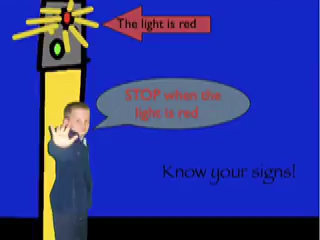 The light is red
STOP when the
light is red
Know your signs!